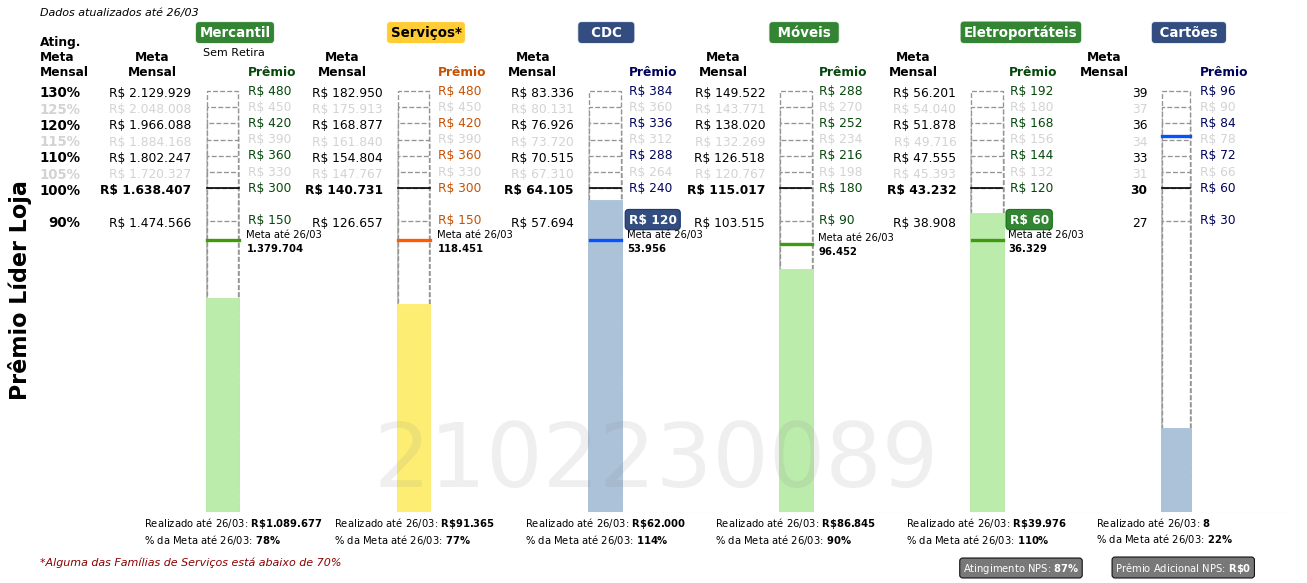 Dados atualizados até 26/03
Mercantil Serviços* CDC Móveis Eletroportáteis Cartões
Sem Retira
Ating. Meta Mensal
Meta Mensal Prêmio Meta Mensal Prêmio Meta Mensal Prêmio Meta Mensal Prêmio Meta Mensal Prêmio Meta Mensal Prêmio
130% R$ 2.129.929 R$ 480 R$ 182.950 R$ 480 R$ 83.336 R$ 384 R$ 149.522 R$ 288 R$ 56.201 R$ 192 39 R$ 96
125% R$ 2.048.008 R$ 450 R$ 175.913 R$ 450 R$ 80.131 R$ 360 R$ 143.771 R$ 270 R$ 54.040 R$ 180 37 R$ 90
120% R$ 1.966.088 R$ 420 R$ 168.877 R$ 420 R$ 76.926 R$ 336 R$ 138.020 R$ 252 R$ 51.878 R$ 168 36 R$ 84
115% R$ 1.884.168 R$ 390 R$ 161.840 R$ 390 R$ 73.720 R$ 312 R$ 132.269 R$ 234 R$ 49.716 R$ 156 34 R$ 78
110% R$ 1.802.247 R$ 360 R$ 154.804 R$ 360 R$ 70.515 R$ 288 R$ 126.518 R$ 216 R$ 47.555 R$ 144 33 R$ 72
105% R$ 1.720.327 R$ 330 R$ 147.767 R$ 330 R$ 67.310 R$ 264 R$ 120.767 R$ 198 R$ 45.393 R$ 132 31 R$ 66
100% R$ 1.638.407 R$ 300 R$ 140.731 R$ 300 R$ 64.105 R$ 240 R$ 115.017 R$ 180 R$ 43.232 R$ 120 30 R$ 60
90% R$ 1.474.566 R$ 150 R$ 126.657 R$ 150 R$ 57.694 R$ 120 R$ 103.515 R$ 90 R$ 38.908 R$ 60 27 R$ 30
Meta até 26/03 Meta até 26/03 Meta até 26/03 Meta até 26/03 Meta até 26/03
1.379.704 118.451 53.956 96.452 36.329
Prêmio Líder Loja
2102230089
Realizado até 26/03: R$1.089.677 Realizado até 26/03: R$91.365 Realizado até 26/03: R$62.000 Realizado até 26/03: R$86.845 Realizado até 26/03: R$39.976 Realizado até 26/03: 8
% da Meta até 26/03: 78% % da Meta até 26/03: 77% % da Meta até 26/03: 114% % da Meta até 26/03: 90% % da Meta até 26/03: 110% % da Meta até 26/03: 22%
*Alguma das Famílias de Serviços está abaixo de 70%
Atingimento NPS: 87% Prêmio Adicional NPS: R$0